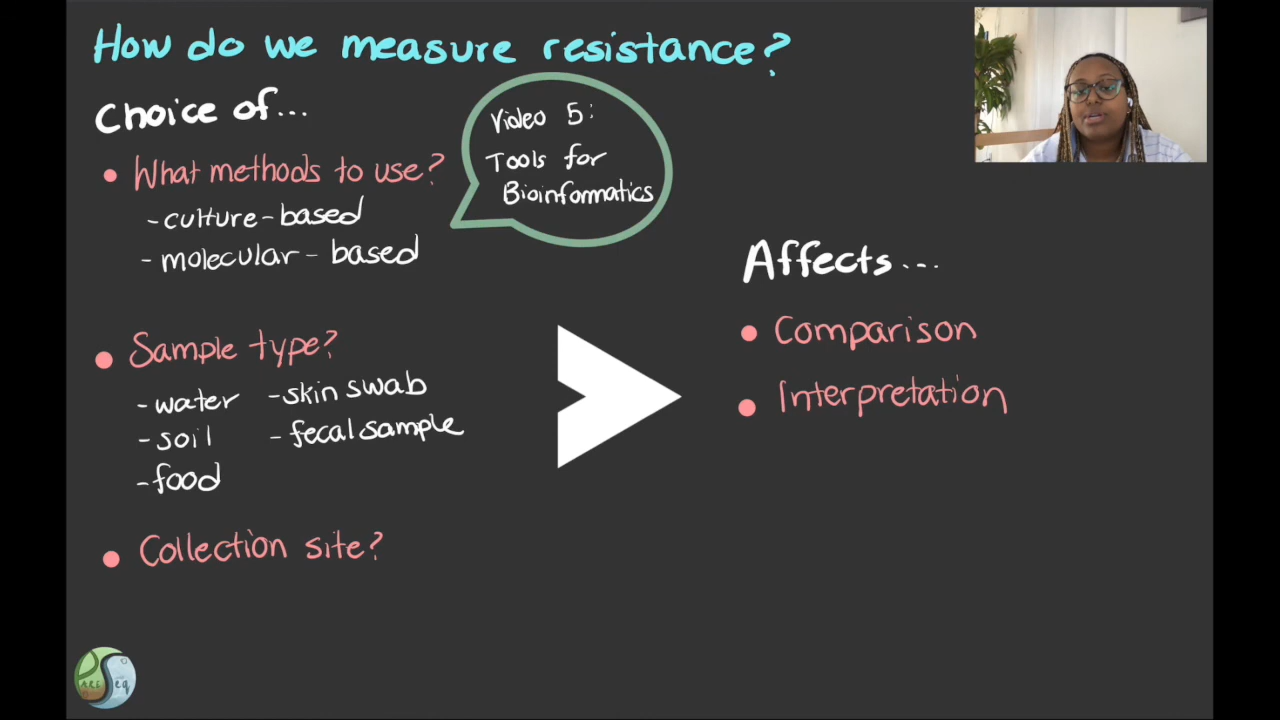 How do we measure resistance?
Choice of...
• What methods to use?
- culture-based
- molecular-based
Video 5:
Tools for
Bioinformatics
• Sample type?
- water
- soil
- food
- skin swab
- fecal sample
• Collection site?
Affects...
• Comparison
• Interpretation